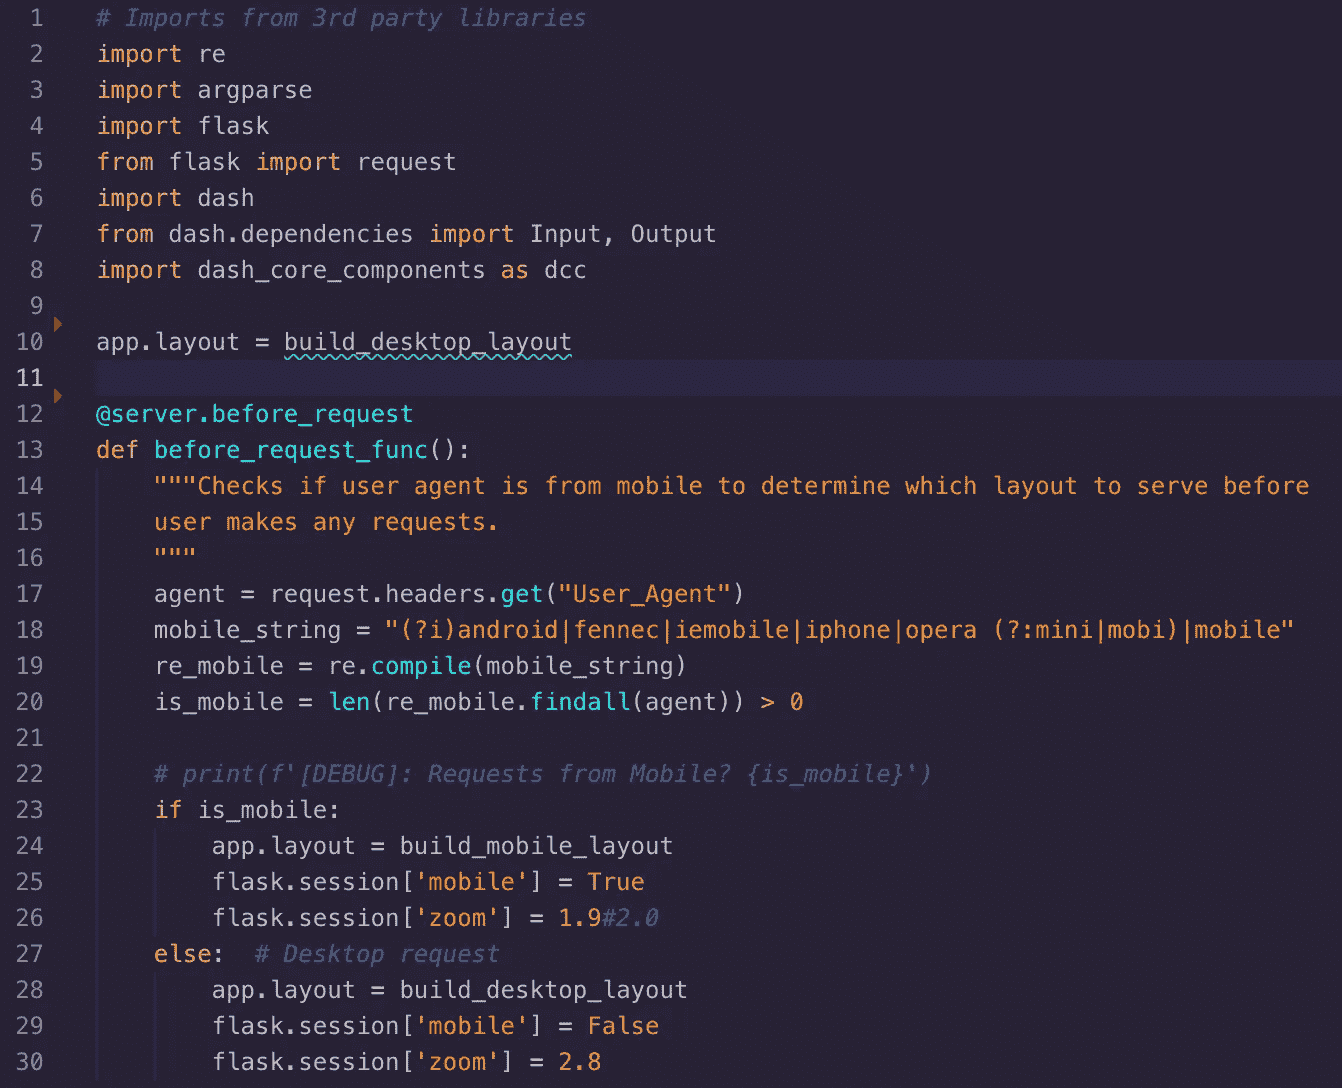 1 # Imports from 3rd party libraries
2 import re
3 import argparse
4 import flask
5 from flask import request
6 import dash
7 from dash.dependencies import Input, Output
8 import dash_core_components as dcc
9
10 app.layout = build_desktop_layout
11
12 @server.before_request
13 def before_request_func():
14     """Checks if user agent is from mobile to determine which layout to serve before
15     user makes any requests.
16     """
17     agent = request.headers.get("User_Agent")
18     mobile_string = "(?i)android|fennec|iemobile|iphone|opera (?:mini|mobi)|mobile"
19     re_mobile = re.compile(mobile_string)
20     is_mobile = len(re_mobile.findall(agent)) > 0
21
22     # print(f'[DEBUG]: Requests from Mobile? {is_mobile}')
23     if is_mobile:
24         app.layout = build_mobile_layout
25         flask.session['mobile'] = True
26         flask.session['zoom'] = 1.9#2.0
27     else:  # Desktop request
28         app.layout = build_desktop_layout
29         flask.session['mobile'] = False
30         flask.session['zoom'] = 2.8